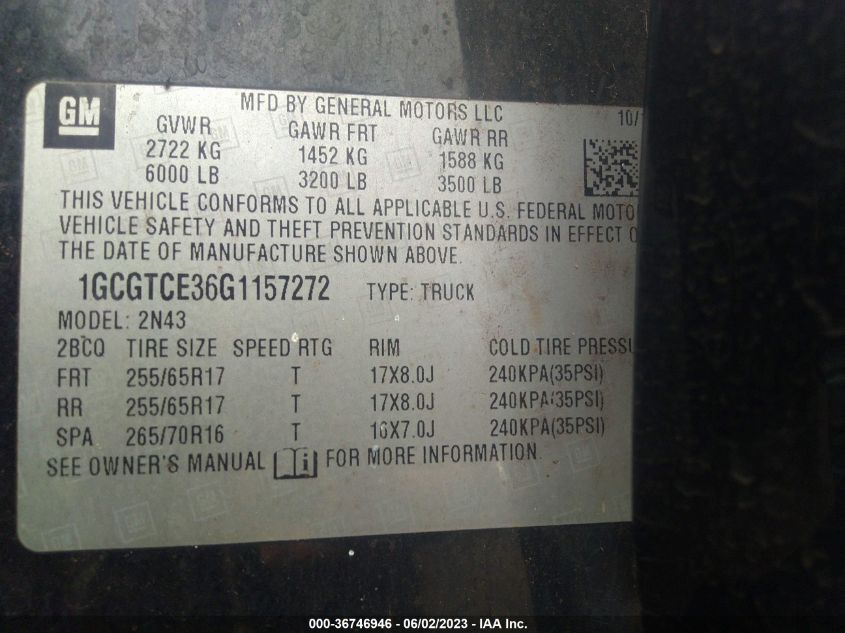 GM
MFD BY GENERAL MOTORS LLC 10/
GVWR GAWR FRT GAWR RR
2722 KG 1452 KG 1588 KG
6000 LB 3200 LB 3500 LB
THIS VEHICLE CONFORMS TO ALL APPLICABLE U.S. FEDERAL MOTO
VEHICLE SAFETY AND THEFT PREVENTION STANDARDS IN EFFECT O
THE DATE OF MANUFACTURE SHOWN ABOVE.
1GCGTCE36G1157272 TYPE: TRUCK
MODEL: 2N43
2BCQ TIRE SIZE SPEED RTG RIM COLD TIRE PRESSU
FRT 255/65R17 T 17X8.0J 240KPA(35PSI)
RR 255/65R17 T 17X8.0J 240KPA(35PSI)
SPA 265/70R16 T 16X7.0J 240KPA(35PSI)
SEE OWNER'S MANUAL i FOR MORE INFORMATION.
000-36746946 - 06/02/2023 - IAA Inc.